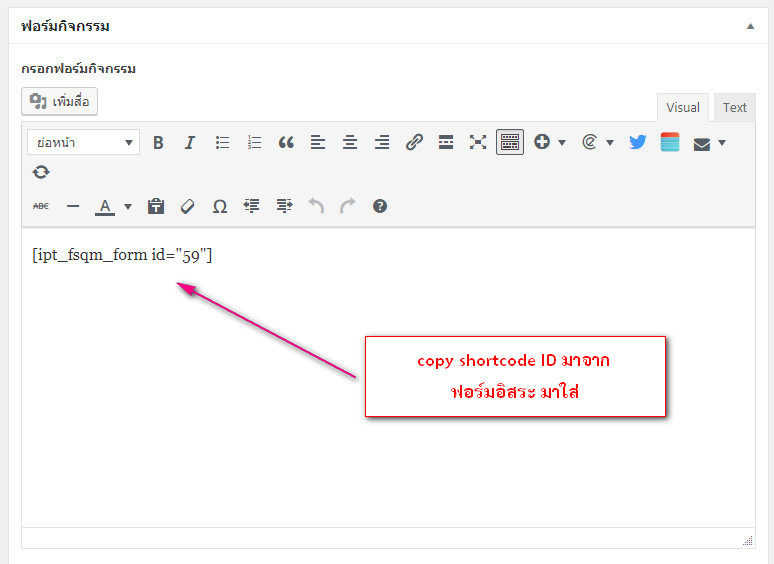 ฟอร์มกิจกรรม
กรอกฟอร์มกิจกรรม
เพิ่มสื่อ
Visual Text
ย่อหน้า B I
ABC A Ω
[ipt_fsqm_form id="59"]
copy shortcode ID มาจาก
ฟอร์มอิสระ มาใส่